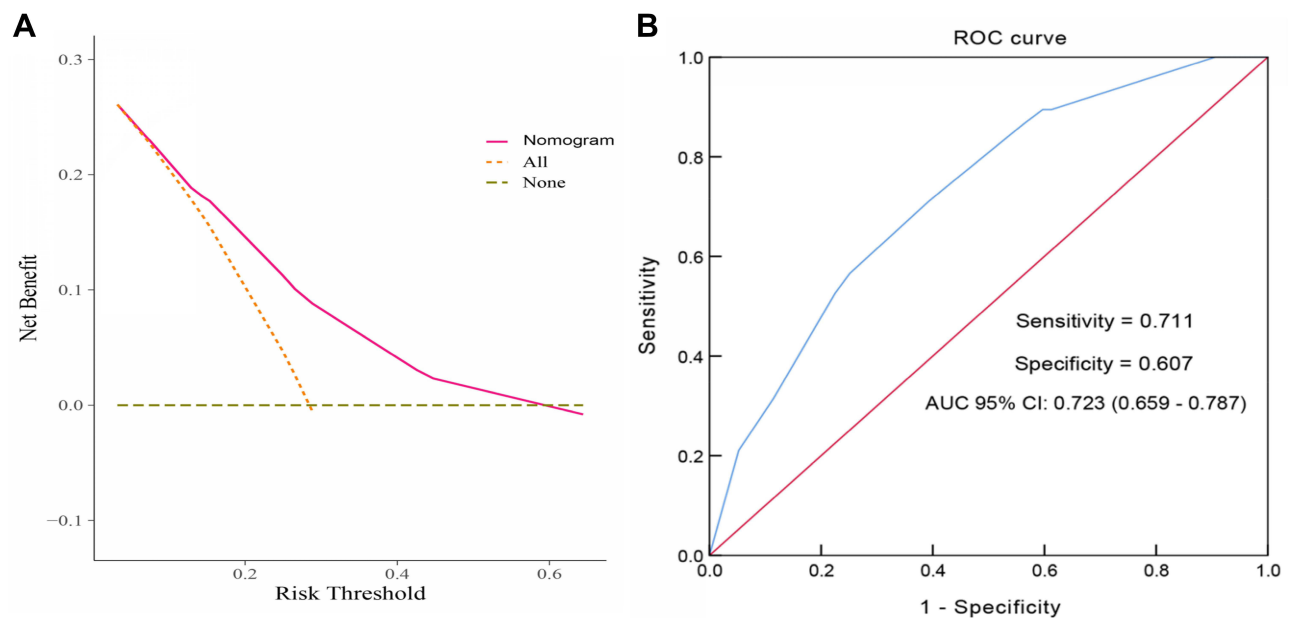 A
0.3
0.2
0.1
0.0
−0.1
Net Benefit
0.2
0.4
0.6
Risk Threshold
Nomogram
All
None
B
ROC curve
1.0
0.8
0.6
0.4
0.2
0.0
Sensitivity
Sensitivity = 0.711
Specificity = 0.607
AUC 95% CI: 0.723 (0.659 - 0.787)
0.0
0.2
0.4
0.6
0.8
1.0
1 - Specificity